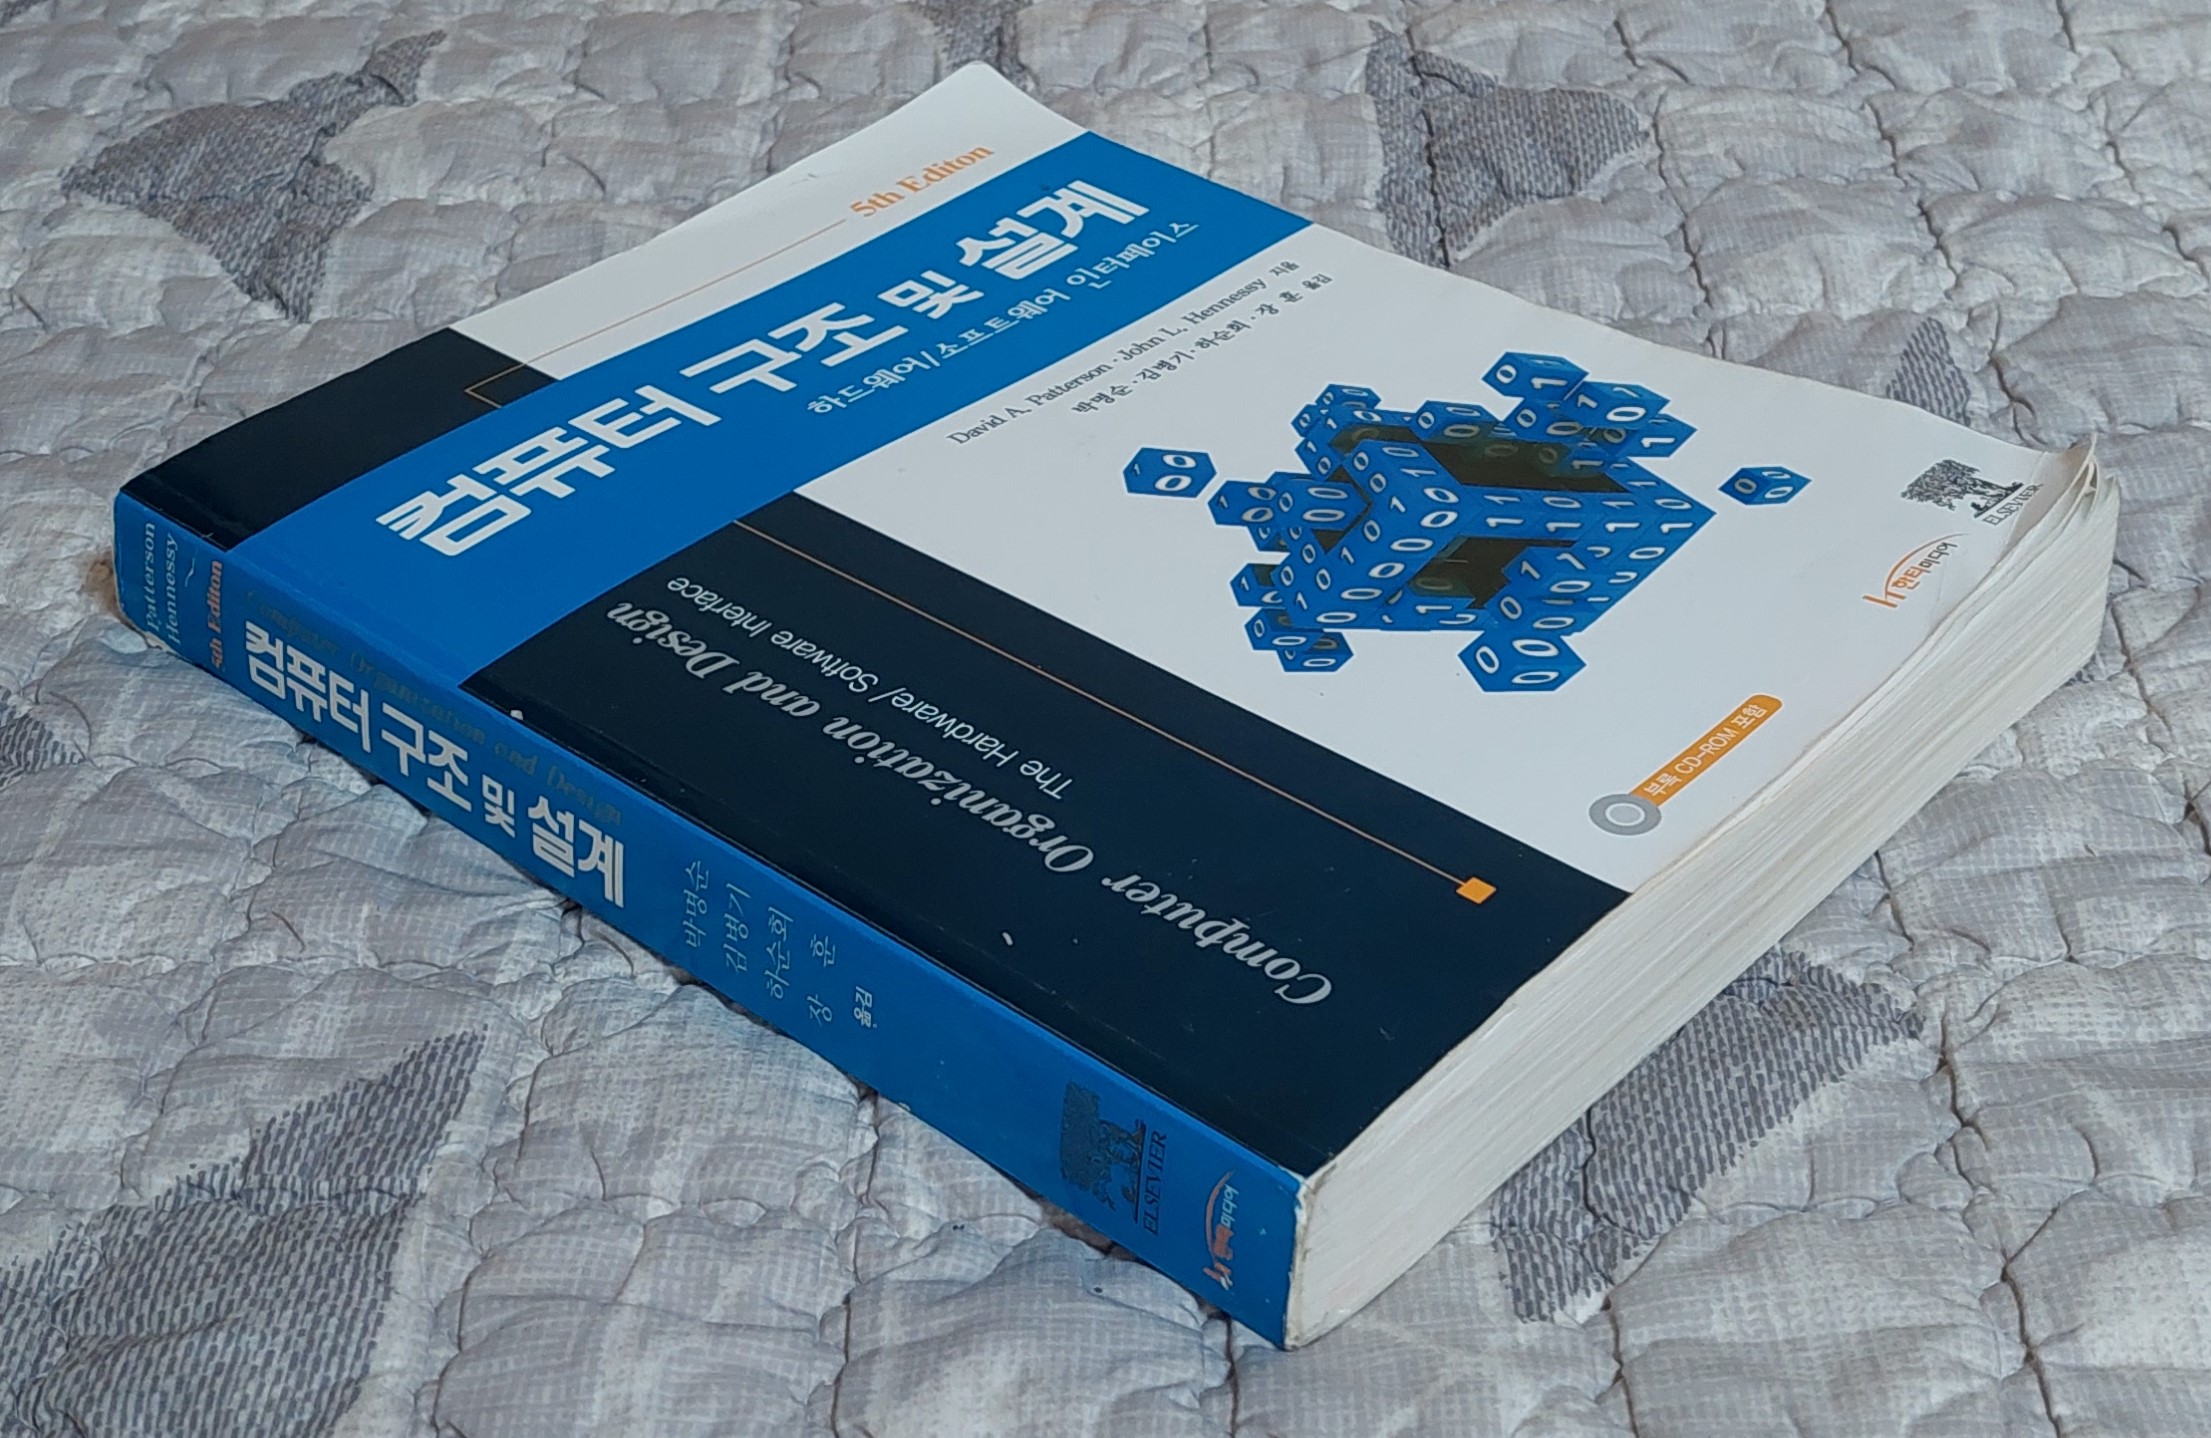 5th Editon
컴퓨터 구조 및 설계
하드웨어/소프트웨어 인터페이스
David A. Patterson · John L. Hennessy 지음
박명순 · 김병기 · 하순회 · 장 훈 옮김
Computer Organization and Design
The Hardware/ Software Interface
ELSEVIER
한티미디어
부록 CD-ROM 포함
Patterson
Hennessy
5th Editon
Computer Organization and Design
컴퓨터 구조 및 설계
박명순
김병기
하순회
장 훈
옮김
ELSEVIER
한티미디어